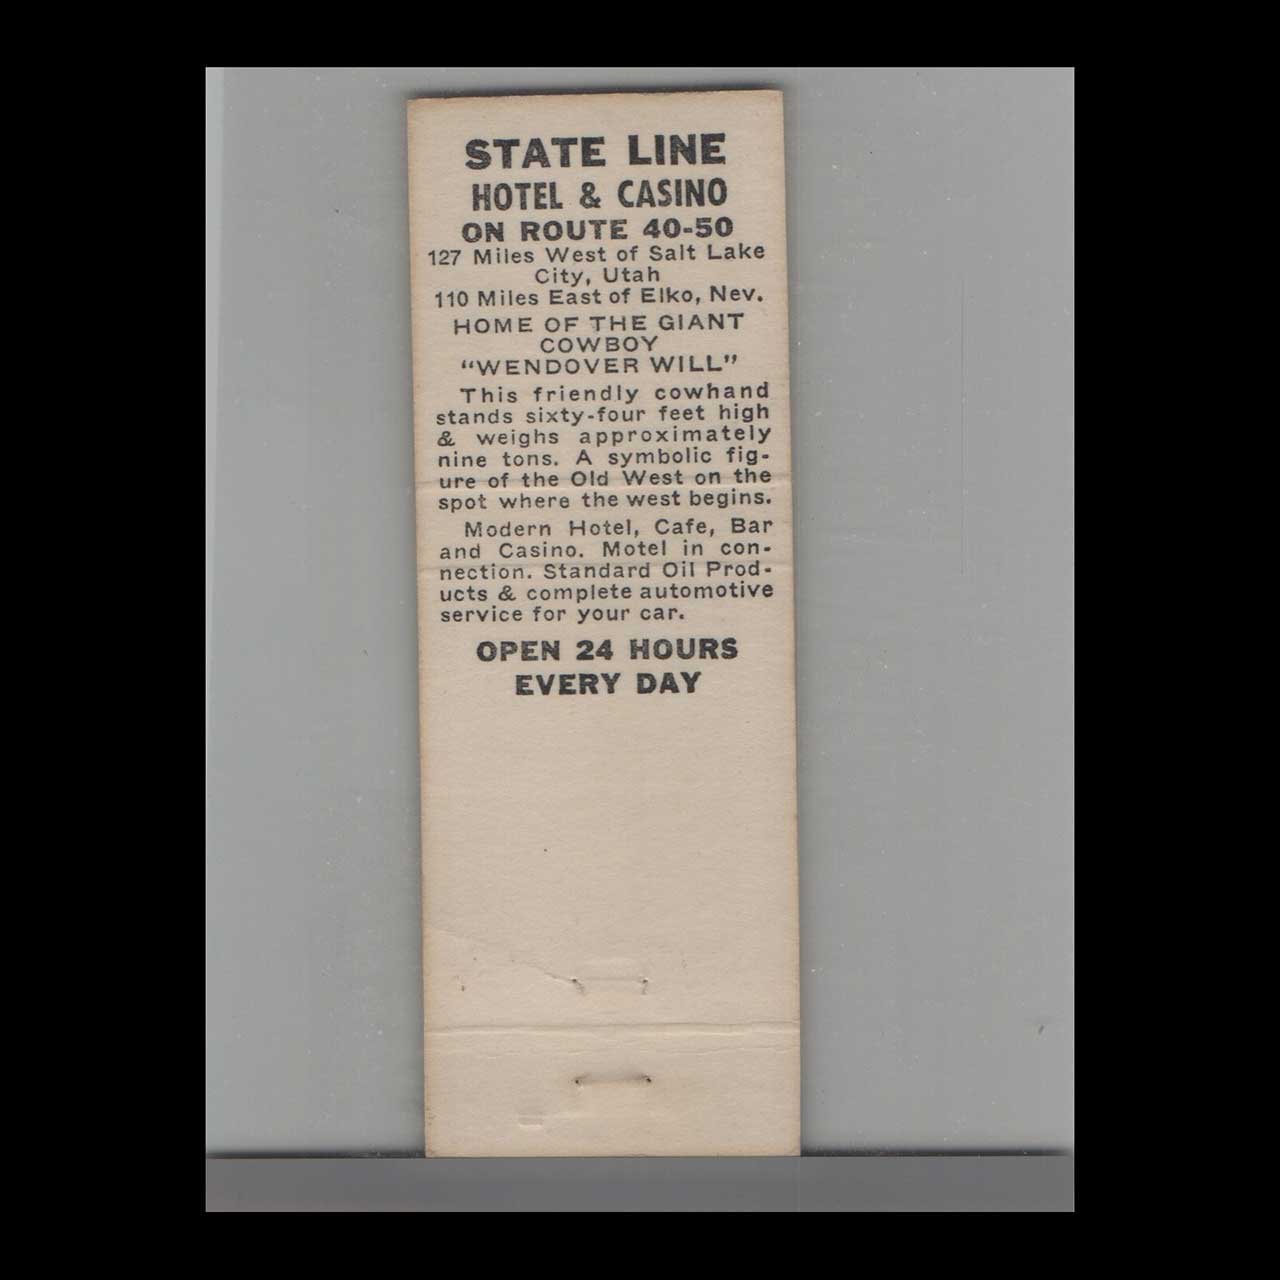 STATE LINE
HOTEL & CASINO
ON ROUTE 40-50
127 Miles West of Salt Lake
City, Utah
110 Miles East of Elko, Nev.
HOME OF THE GIANT
COWBOY
"WENDOVER WILL"
This friendly cowhand
stands sixty-four feet high
& weighs approximately
nine tons. A symbolic fig-
ure of the Old West on the
spot where the west begins.
Modern Hotel, Cafe, Bar
and Casino. Motel in con-
nection. Standard Oil Prod-
ucts & complete automotive
service for your car.
OPEN 24 HOURS
EVERY DAY